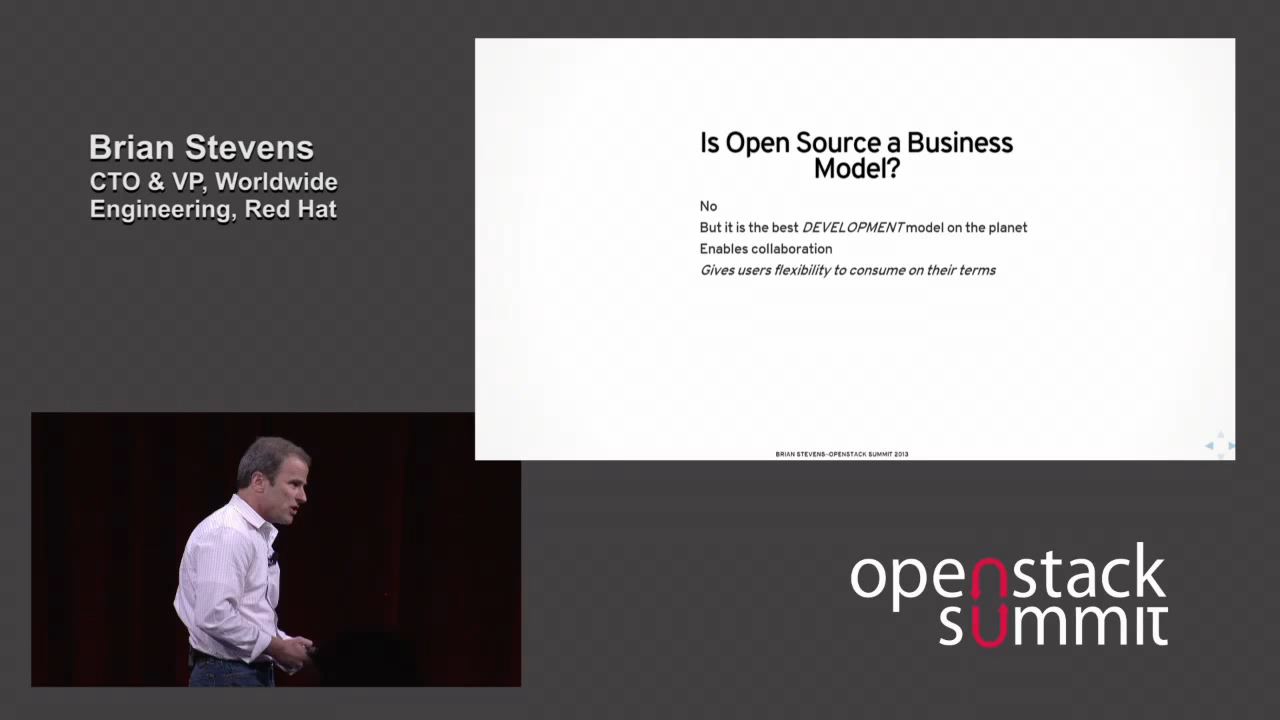 Brian Stevens
CTO & VP, Worldwide
Engineering, Red Hat
Is Open Source a Business
Model?
No
But it is the best DEVELOPMENT model on the planet
Enables collaboration
Gives users flexibility to consume on their terms
BRIAN STEVENS-OPENSTACK SUMMIT 2013
openstack
summit